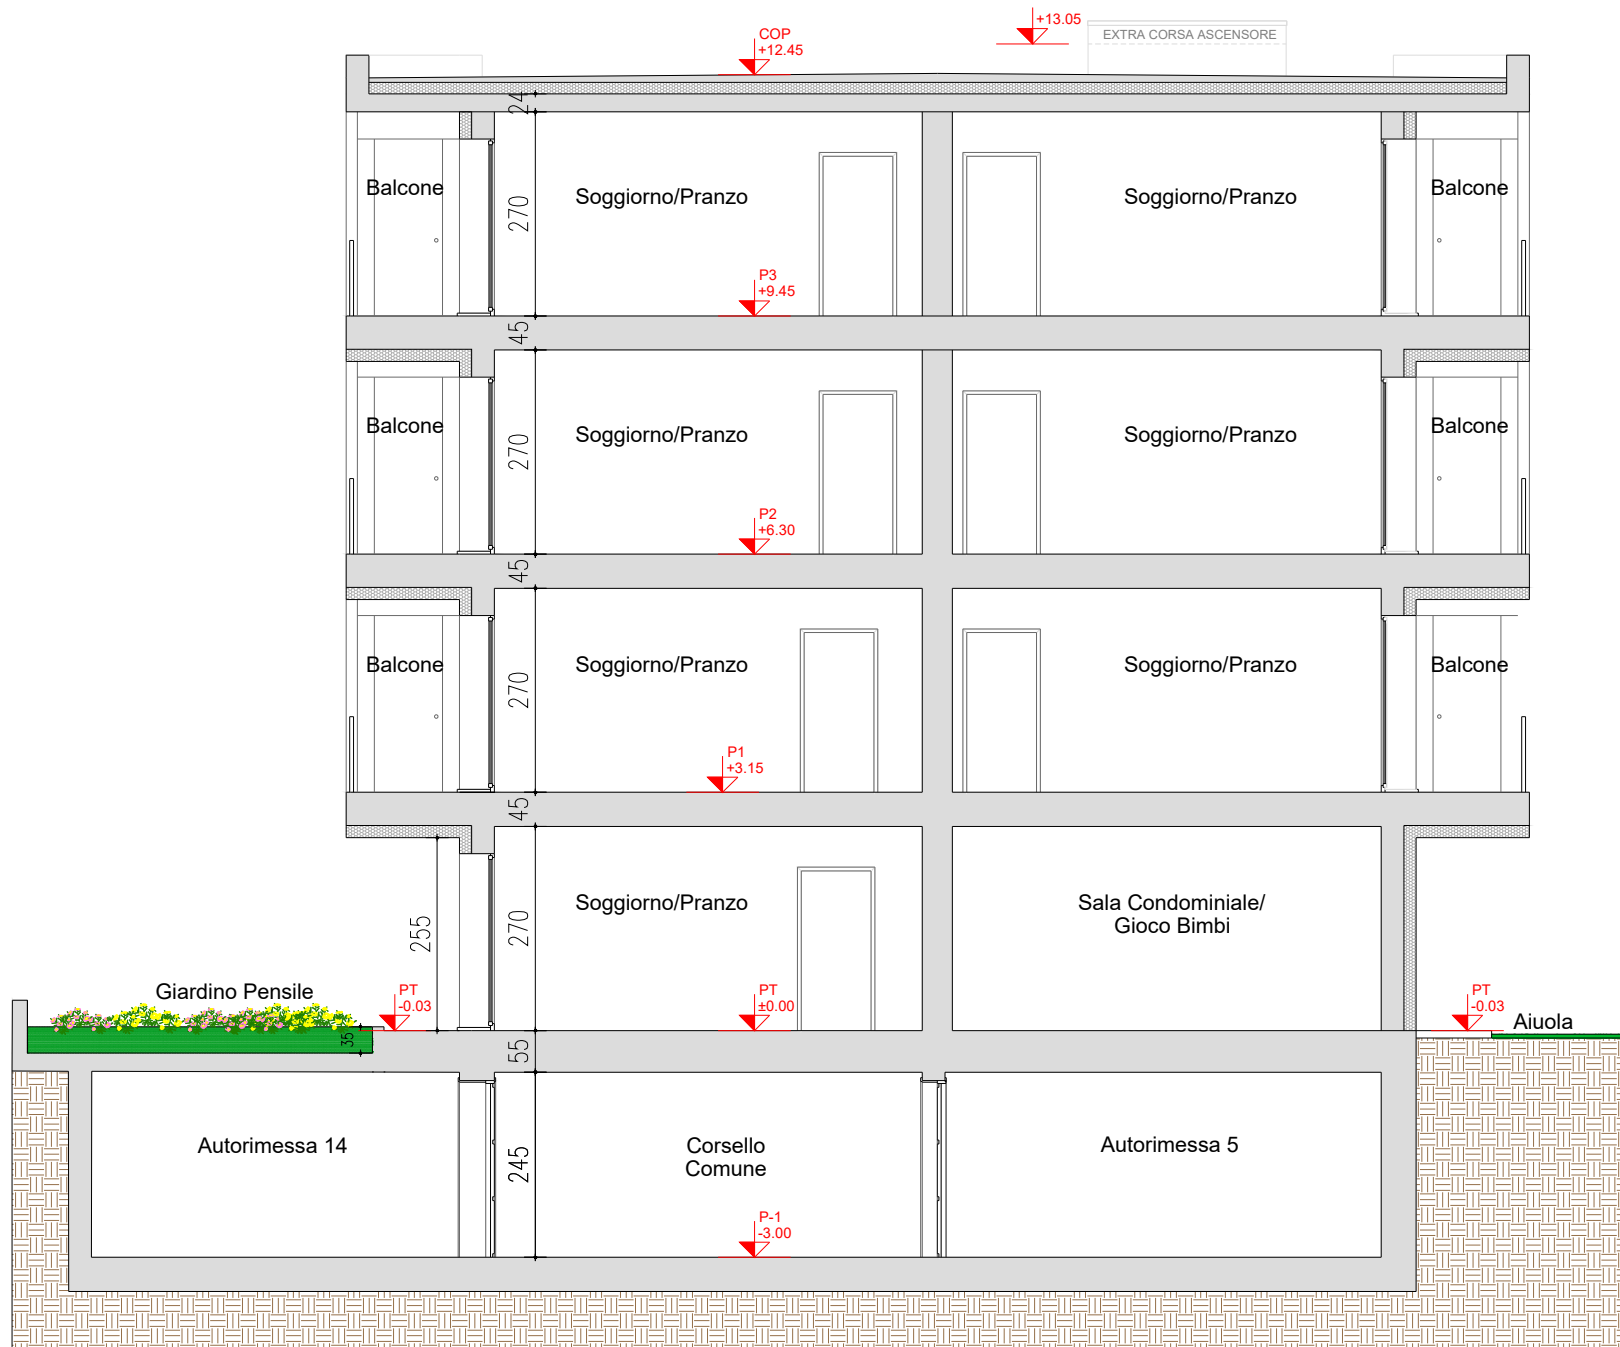 +13.05
EXTRA CORSA ASCENSORE
COP
+12.45
24
Balcone
Soggiorno/Pranzo
Soggiorno/Pranzo
Balcone
270
P3
+9.45
45
Balcone
Soggiorno/Pranzo
Soggiorno/Pranzo
Balcone
270
P2
+6.30
45
Balcone
Soggiorno/Pranzo
Soggiorno/Pranzo
Balcone
270
P1
+3.15
45
Soggiorno/Pranzo
Sala Condominiale/
Gioco Bimbi
255
270
Giardino Pensile
PT
-0.03
PT
±0.00
PT
-0.03
Aiuola
35
55
Autorimessa 14
Corsello
Comune
Autorimessa 5
245
P-1
-3.00